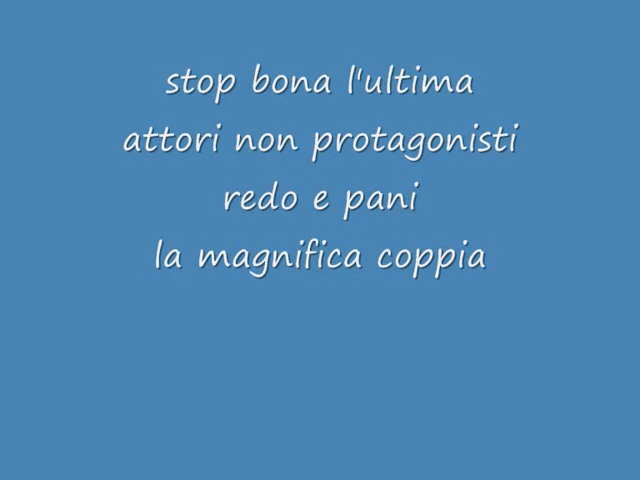 stop bona l'ultima
attori non protagonisti
redo e pani
la magnifica coppia